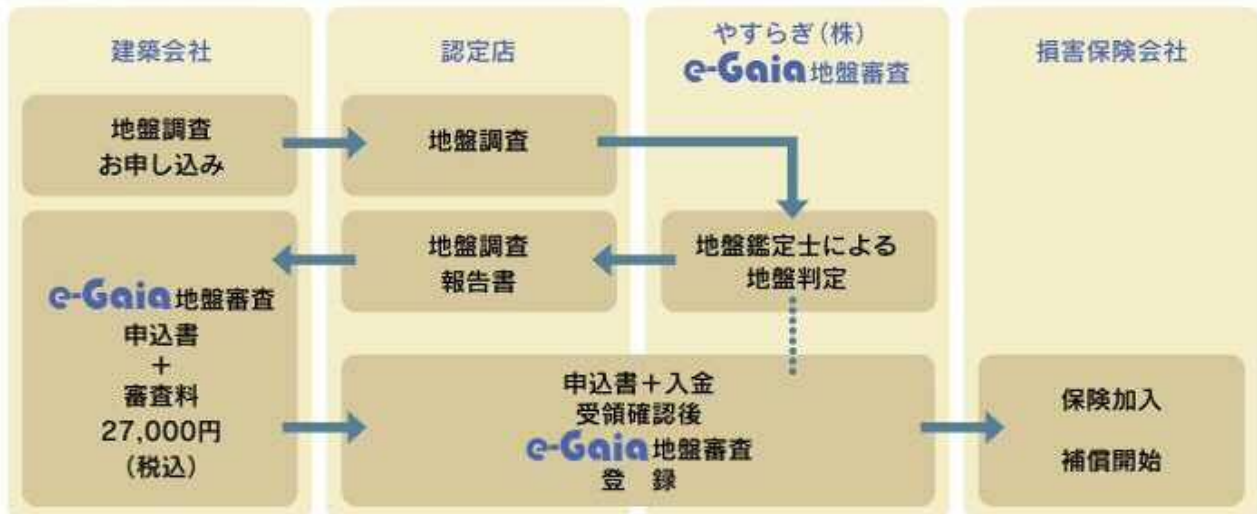 建築会社
認定店
やすらぎ(株)
e-Gaia地盤審査
損害保険会社
地盤調査
お申し込み
地盤調査
地盤鑑定士による
地盤判定
地盤調査
報告書
e-Gaia地盤審査
申込書
+
審査料
27,000円
(税込)
申込書+入金
受領確認後
e-Gaia地盤審査
登 録
保険加入
補償開始